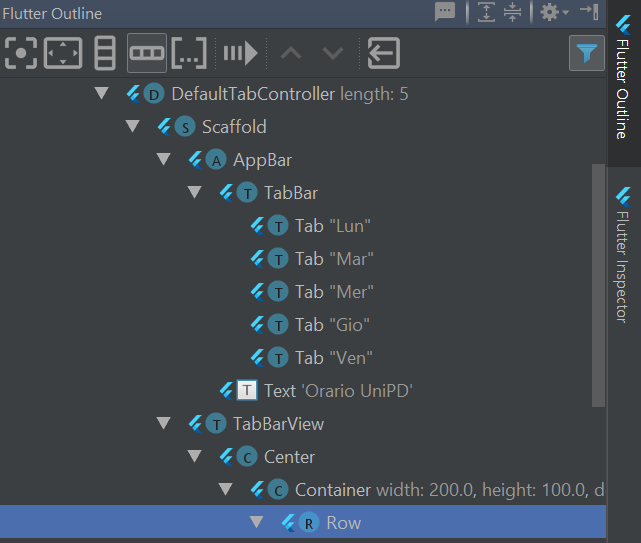 Flutter Outline
DefaultTabController length: 5
D
Scaffold
S
AppBar
A
TabBar
T
Tab "Lun"
T
Tab "Mar"
T
Tab "Mer"
T
Tab "Gio"
T
Tab "Ven"
T
Text 'Orario UniPD'
T
TabBarView
T
Center
C
Container width: 200.0, height: 100.0, d
C
Row
R
Flutter Outline
Flutter Inspector